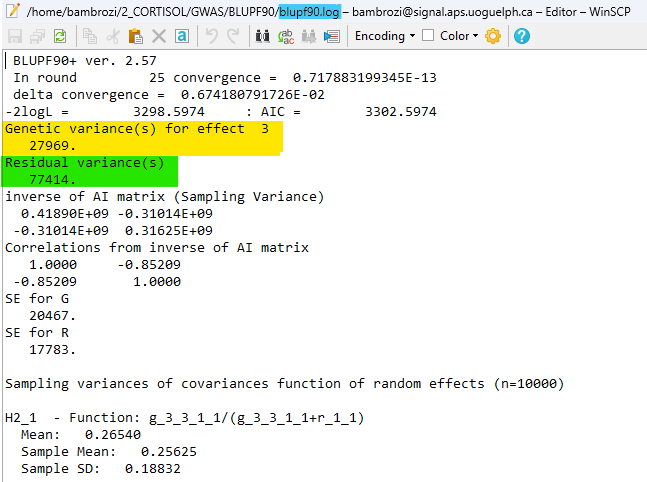 /home/bambrozi/2_CORTISOL/GWAS/BLUPF90/blupf90.log – bambrozi@signal.aps.uoguelph.ca – Editor – WinSCP
Encoding Color
BLUPF90+ ver. 2.57
In round 25 convergence = 0.717883199345E-13
delta convergence = 0.674180791726E-02
-2logL = 3298.5974 : AIC = 3302.5974
Genetic variance(s) for effect 3
27969.
Residual variance(s)
77414.
inverse of AI matrix (Sampling Variance)
0.41890E+09 -0.31014E+09
-0.31014E+09 0.31625E+09
Correlations from inverse of AI matrix
1.0000 -0.85209
-0.85209 1.0000
SE for G
20467.
SE for R
17783.
Sampling variances of covariances function of random effects (n=10000)
H2_1 - Function: g_3_3_1_1/(g_3_3_1_1+r_1_1)
Mean: 0.26540
Sample Mean: 0.25625
Sample SD: 0.18832